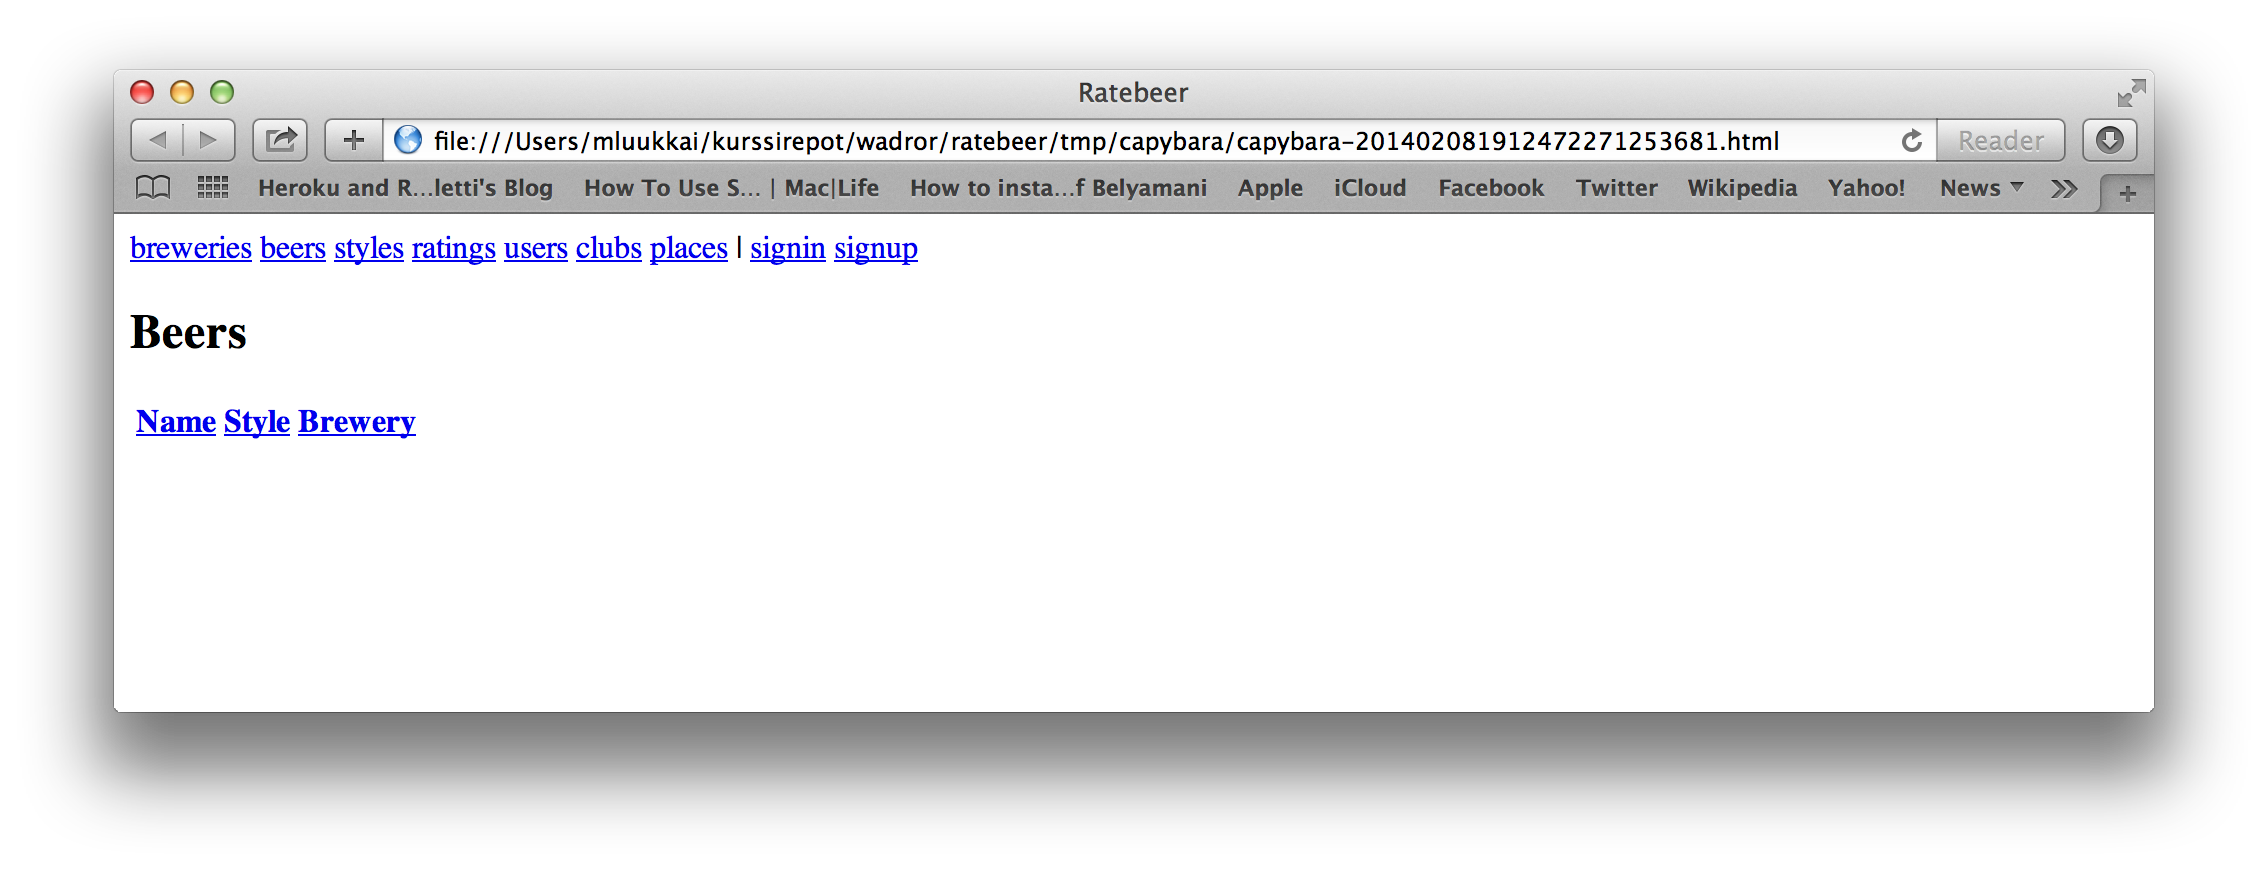 Ratebeer
file:///Users/mluukkai/kurssirepot/wadror/ratebeer/tmp/capybara/capybara-201402081912472271253681.html Reader
Heroku and R...letti's Blog How To Use S... | Mac|Life How to insta...f Belyamani Apple iCloud Facebook Twitter Wikipedia Yahoo! News
breweries beers styles ratings users clubs places | signin signup
Beers
Name Style Brewery